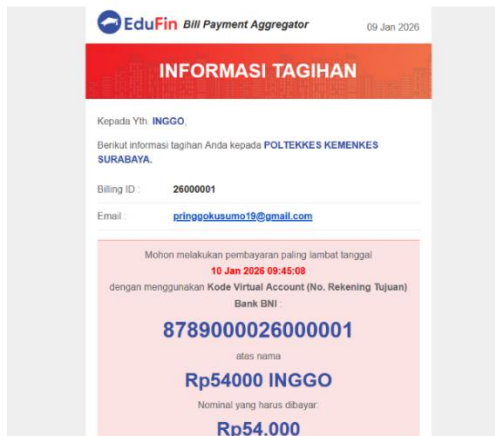 EduFin Bill Payment Aggregator 09 Jan 2026
INFORMASI TAGIHAN
Kepada Yth. INGGO,
Berikut informasi tagihan Anda kepada POLTEKKES KEMENKES
SURABAYA.
Billing ID : 26000001
Email : pringgokusumo19@gmail.com
Mohon melakukan pembayaran paling lambat tanggal
10 Jan 2026 09:45:08
dengan menggunakan Kode Virtual Account (No. Rekening Tujuan)
Bank BNI :
8789000026000001
atas nama
Rp54000 INGGO
Nominal yang harus dibayar:
Rp54.000